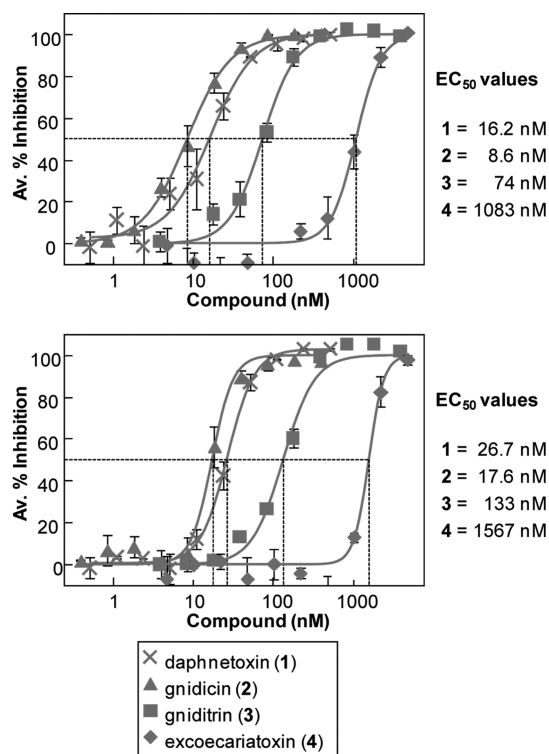 100
80
60
40
20
0
Av. % Inhibition
1 10 100 1000
Compound (nM)
EC50 values
1 = 16.2 nM
2 = 8.6 nM
3 = 74 nM
4 = 1083 nM
100
80
60
40
20
0
Av. % Inhibition
1 10 100 1000
Compound (nM)
EC50 values
1 = 26.7 nM
2 = 17.6 nM
3 = 133 nM
4 = 1567 nM
daphnetoxin (1)
gnidicin (2)
gniditrin (3)
excoecariatoxin (4)